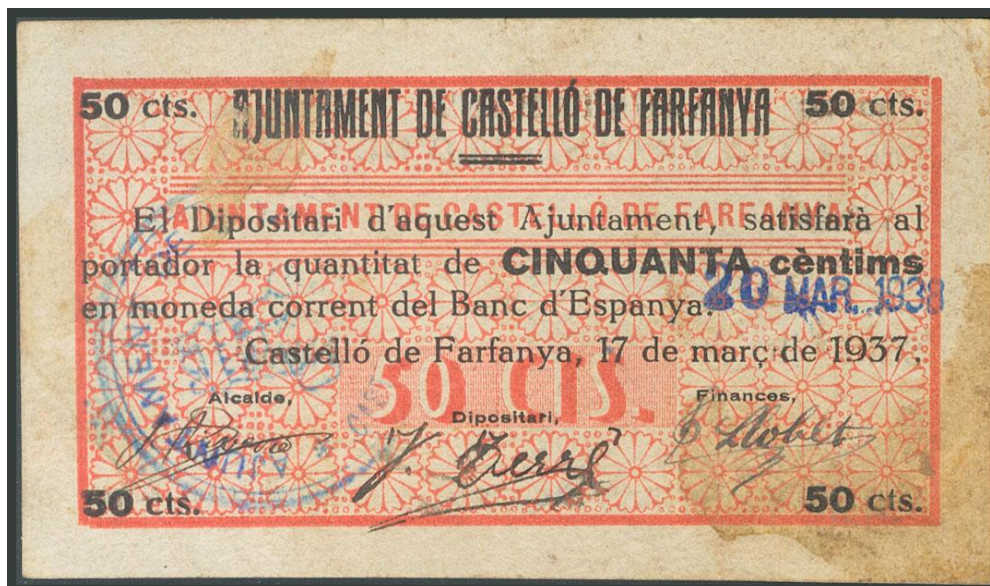 50 cts. AJUNTAMENT DE CASTELLÓ DE FARFANYA 50 cts.
AJUNTAMENT DE CASTELLÓ DE FARFANYA
El Dipositari d'aquest Ajuntament, satisfarà al
portador la quantitat de CINQUANTA cèntims
en moneda corrent del Banc d'Espanya.
20 MAR. 1938
Castelló de Farfanya, 17 de març de 1937.
50 CTS.
Alcalde, Dipositari, Finances,
Llobet
50 cts. 50 cts.